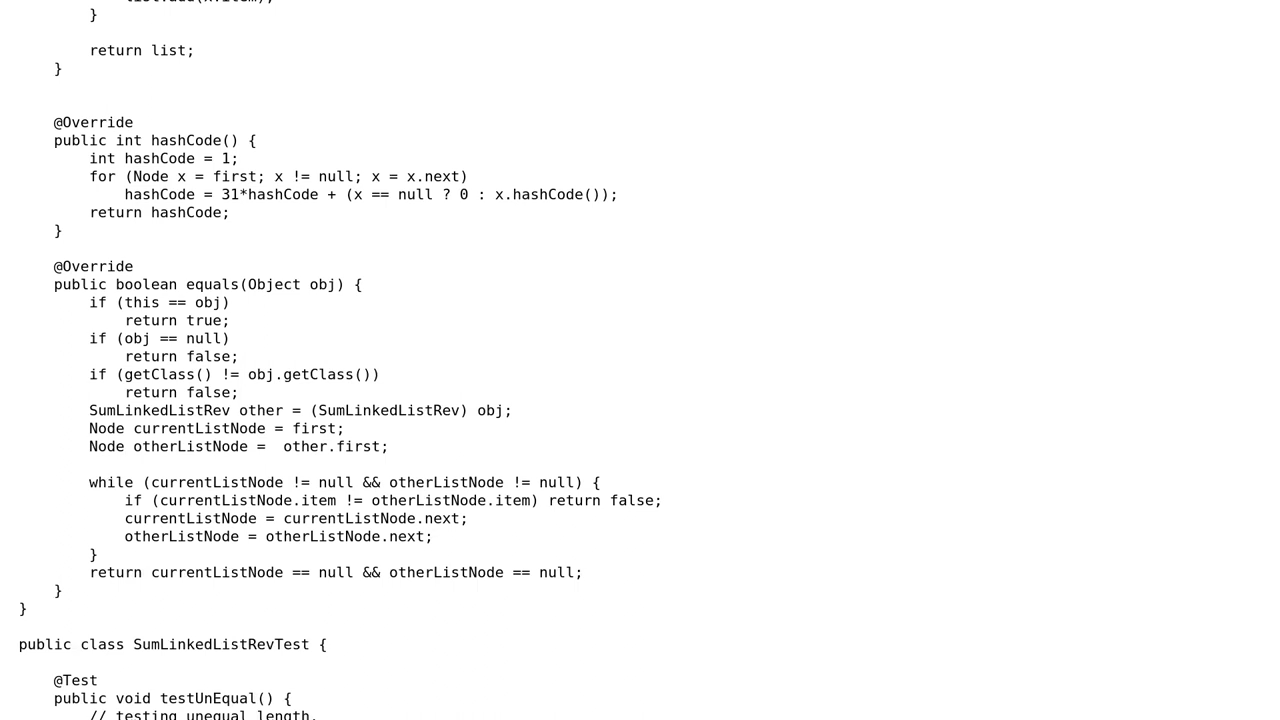 }

        return list;
    }


    @Override
    public int hashCode() {
        int hashCode = 1;
        for (Node x = first; x != null; x = x.next)
            hashCode = 31*hashCode + (x == null ? 0 : x.hashCode());
        return hashCode;
    }

    @Override
    public boolean equals(Object obj) {
        if (this == obj)
            return true;
        if (obj == null)
            return false;
        if (getClass() != obj.getClass())
            return false;
        SumLinkedListRev other = (SumLinkedListRev) obj;
        Node currentListNode = first;
        Node otherListNode =  other.first;

        while (currentListNode != null && otherListNode != null) {
            if (currentListNode.item != otherListNode.item) return false;
            currentListNode = currentListNode.next;
            otherListNode = otherListNode.next;
        }
        return currentListNode == null && otherListNode == null;
    }
}

public class SumLinkedListRevTest {

    @Test
    public void testUnEqual() {
        // testing unequal length.